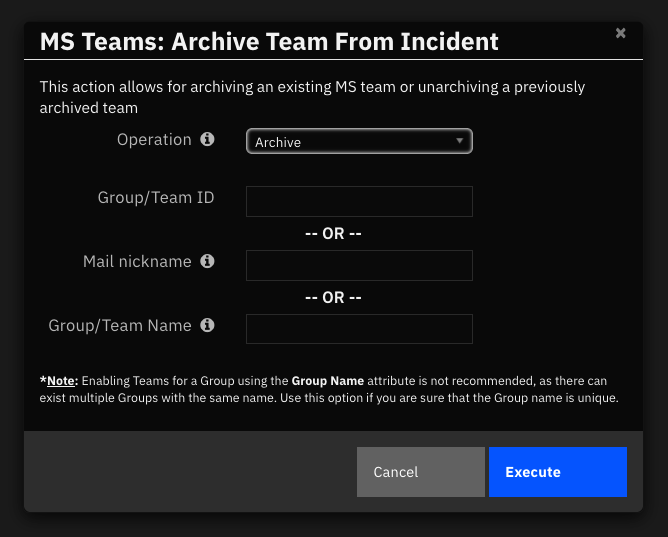 MS Teams: Archive Team From Incident
×
This action allows for archiving an existing MS team or unarchiving a previously
archived team
Operation
Archive
Group/Team ID
-- OR --
Mail nickname
-- OR --
Group/Team Name
*Note: Enabling Teams for a Group using the Group Name attribute is not recommended, as there can
exist multiple Groups with the same name. Use this option if you are sure that the Group name is unique.
Cancel
Execute